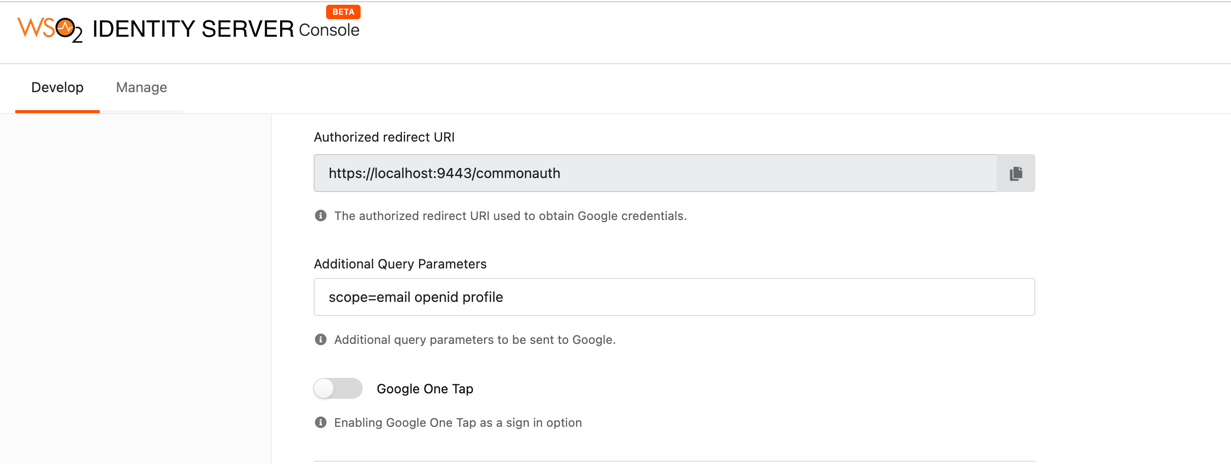 BETA
WSO2 IDENTITY SERVER Console
Develop Manage
Authorized redirect URI
https://localhost:9443/commonauth
The authorized redirect URI used to obtain Google credentials.
Additional Query Parameters
scope=email openid profile
Additional query parameters to be sent to Google.
Google One Tap
Enabling Google One Tap as a sign in option